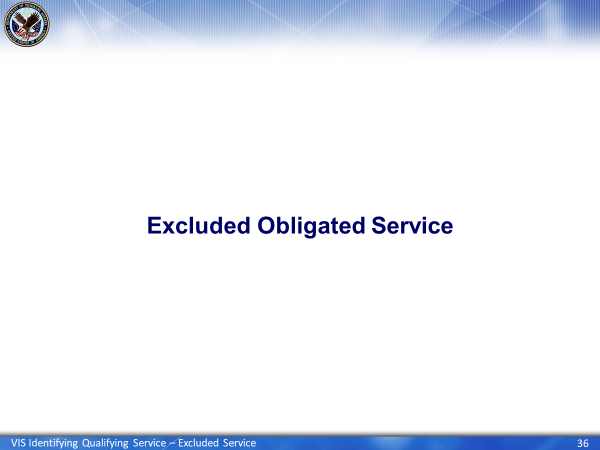 Excluded Obligated Service
VIS Identifying Qualifying Service – Excluded Service
36